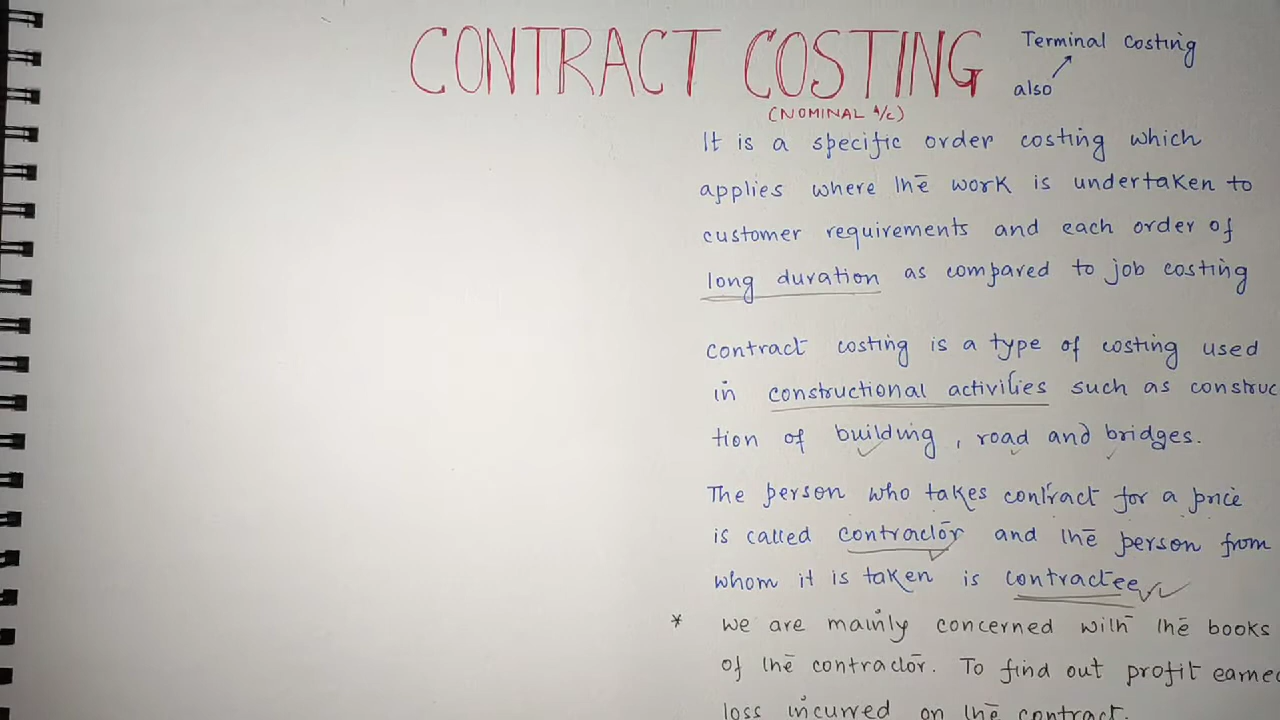 CONTRACT COSTING
Terminal costing
also
(NOMINAL A/C)
It is a specific order costing which
applies where the work is undertaken to
customer requirements and each order of
long duration as compared to job costing
contract costing is a type of costing used
in constructional activities such as construc
tion of building, road and bridges.
The person who takes contract for a price
is called contractor and the person from
whom it is taken is contractee
* we are mainly concerned with the books
of the contractor. To find out profit earned
loss incurred on the contract.